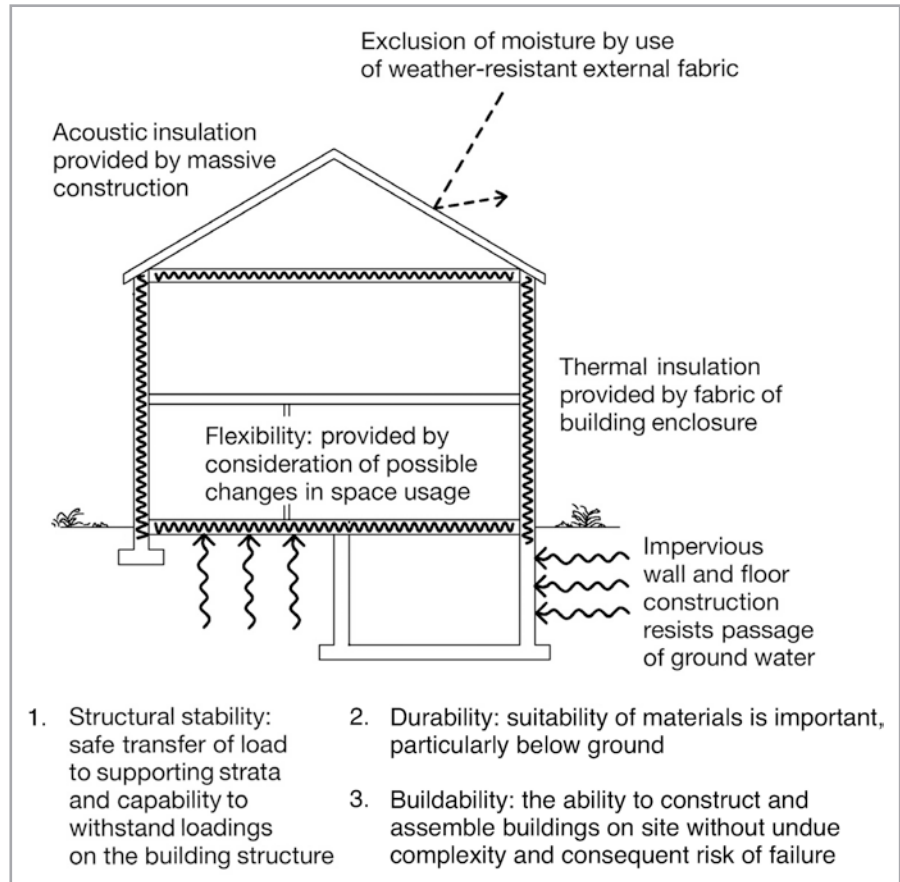 Exclusion of moisture by use
of weather-resistant external fabric
Acoustic insulation
provided by massive
construction
Thermal insulation
provided by fabric of
building enclosure
Flexibility: provided by
consideration of possible
changes in space usage
Impervious
wall and floor
construction
resists passage
of ground water
1. Structural stability:
safe transfer of load
to supporting strata
and capability to
withstand loadings
on the building structure
2. Durability: suitability of materials is important,
particularly below ground
3. Buildability: the ability to construct and
assemble buildings on site without undue
complexity and consequent risk of failure